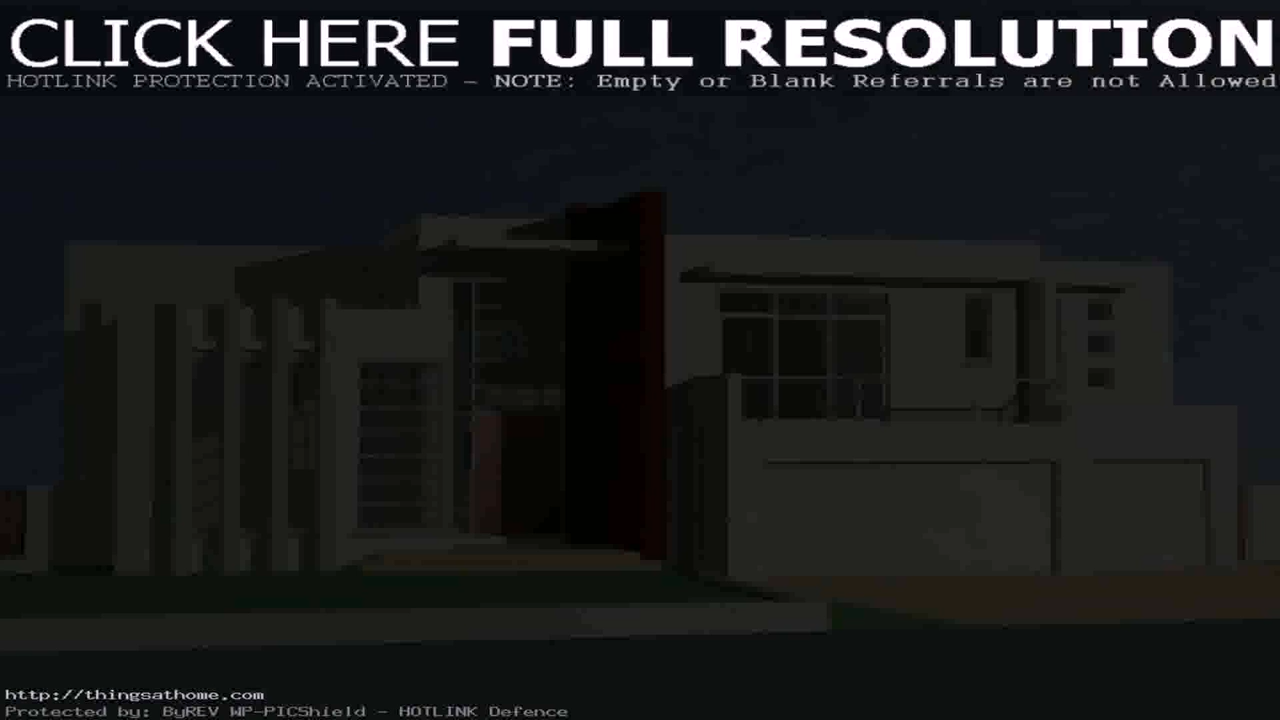 CLICK HERE FULL RESOLUTION
HOTLINK PROTECTION ACTIVATED - NOTE: Empty or Blank Referrals are not Allowed
http://thingsathome.com
Protected by: ByREV WP-PICShield - HOTLINK Defence